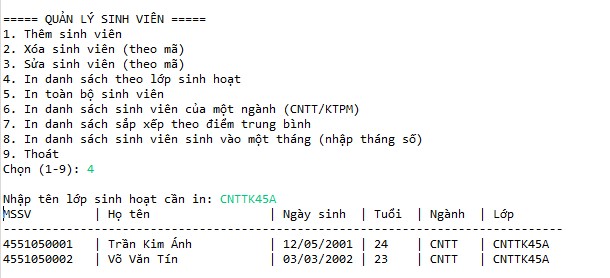 ===== QUẢN LÝ SINH VIÊN =====
1. Thêm sinh viên
2. Xóa sinh viên (theo mã)
3. Sửa sinh viên (theo mã)
4. In danh sách theo lớp sinh hoạt
5. In toàn bộ sinh viên
6. In danh sách sinh viên của một ngành (CNTT/KTPM)
7. In danh sách sắp xếp theo điểm trung bình
8. In danh sách sinh viên sinh vào một tháng (nhập tháng số)
9. Thoát
Chọn (1-9): 4
Nhập tên lớp sinh hoạt cần in: CNTTK45A
MSSV | Họ tên | Ngày sinh | Tuổi | Ngành | Lớp
--------------------------------------------------------------------------
4551050001 | Trần Kim Ánh | 12/05/2001 | 24 | CNTT | CNTTK45A
4551050002 | Võ Văn Tín | 03/03/2002 | 23 | CNTT | CNTTK45A